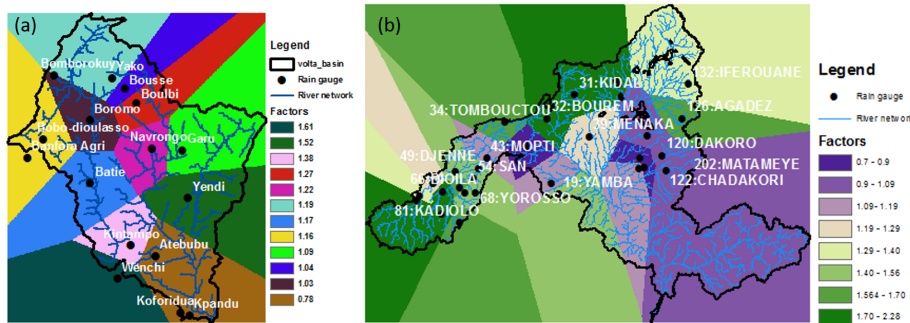 (a)
Bomborokuy
Yako
Bousse
Boulbi
Boromo
Bobo-dioulasso
Banfora Agri
Navrongo
Garu
Batie
Yendi
Kintampo
Atebubu
Wenchi
Koforidua
Kpandu
Legend
volta_basin
Rain gauge
River network
Factors
1.61
1.52
1.38
1.27
1.22
1.19
1.17
1.16
1.09
1.04
1.03
0.78
(b)
32:IFEROUANE
31:KIDAL
34:TOMBOUCTOU
32:BOUREM
MENAKA
126:AGADEZ
43:MOPTI
120:DAKORO
49:DJENNE
54:SAN
202:MATAMEYE
DIOILA
19:YAMBA
122:CHADAKORI
68:YOROSSO
81:KADIOLO
Legend
Rain gauge
River network
Factors
0.7 - 0.9
0.9 - 1.09
1.09- 1.19
1.19 - 1.29
1.29 - 1.40
1.40 - 1.56
1.564 - 1.70
1.70 - 2.28